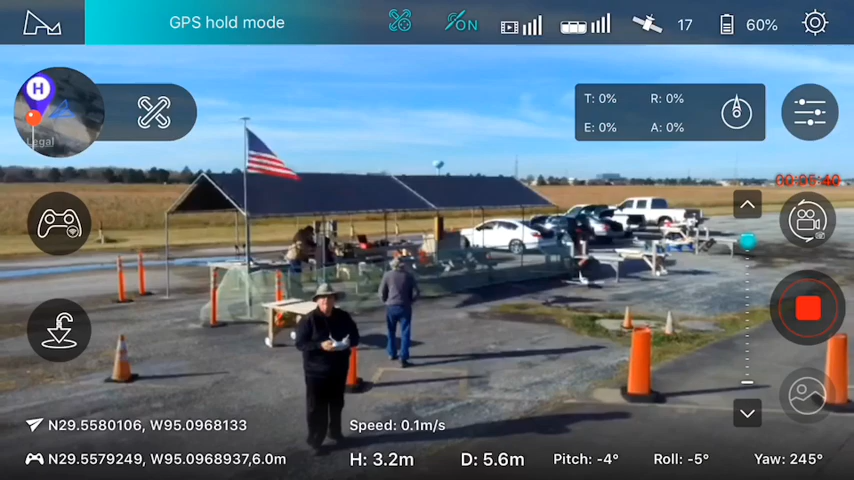 GPS hold mode
ON
17
60%
H
Legal
T: 0%
R: 0%
E: 0%
A: 0%
00:05:40
N29.5580106, W95.0968133
Speed: 0.1m/s
N29.5579249, W95.0968937,6.0m
H: 3.2m
D: 5.6m
Pitch: -4°
Roll: -5°
Yaw: 245°